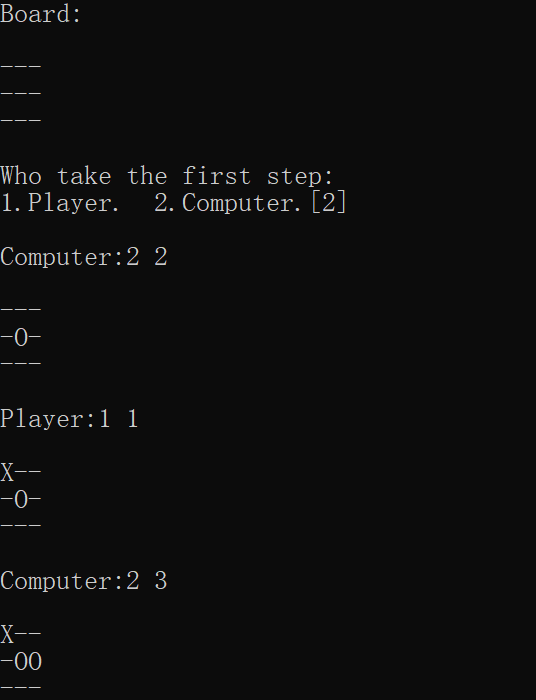 Board:
---
---
---
Who take the first step:
1.Player.  2.Computer.[2]
Computer:2 2
---
-O-
---
Player:1 1
X--
-O-
---
Computer:2 3
X--
-OO
---